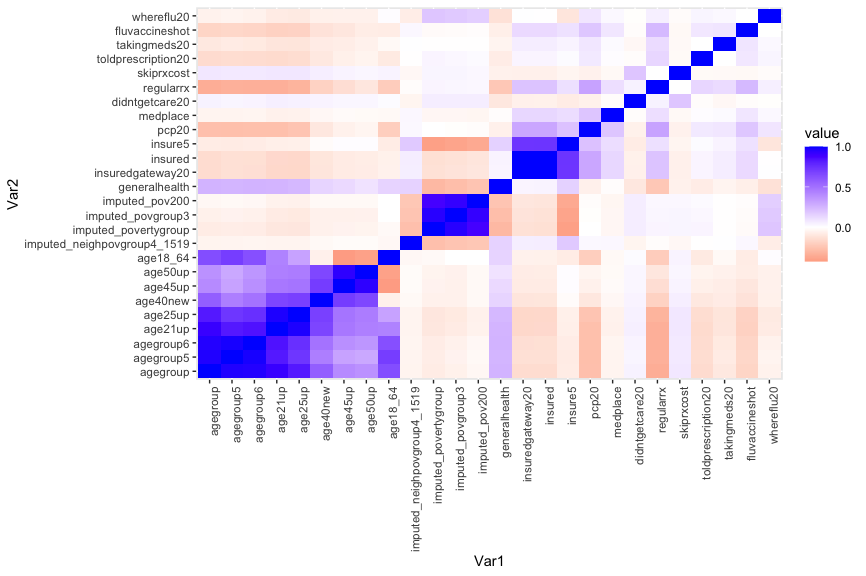 whereflu20
fluvaccineshot
takingmeds20
toldprescription20
skiprxcost
regularrx
didntgetcare20
medplace
pcp20
insure5
insured
insuredgateway20
generalhealth
imputed_pov200
imputed_povgroup3
imputed_povertygroup
imputed_neighpovgroup4_1519
age18_64
age50up
age45up
age40new
age25up
age21up
agegroup6
agegroup5
agegroup
Var2
agegroup
agegroup5
agegroup6
age21up
age25up
age40new
age45up
age50up
age18_64
imputed_neighpovgroup4_1519
imputed_povertygroup
imputed_povgroup3
imputed_pov200
generalhealth
insuredgateway20
insured
insure5
pcp20
medplace
didntgetcare20
regularrx
skiprxcost
toldprescription20
takingmeds20
fluvaccineshot
whereflu20
Var1
value
1.0
0.5
0.0